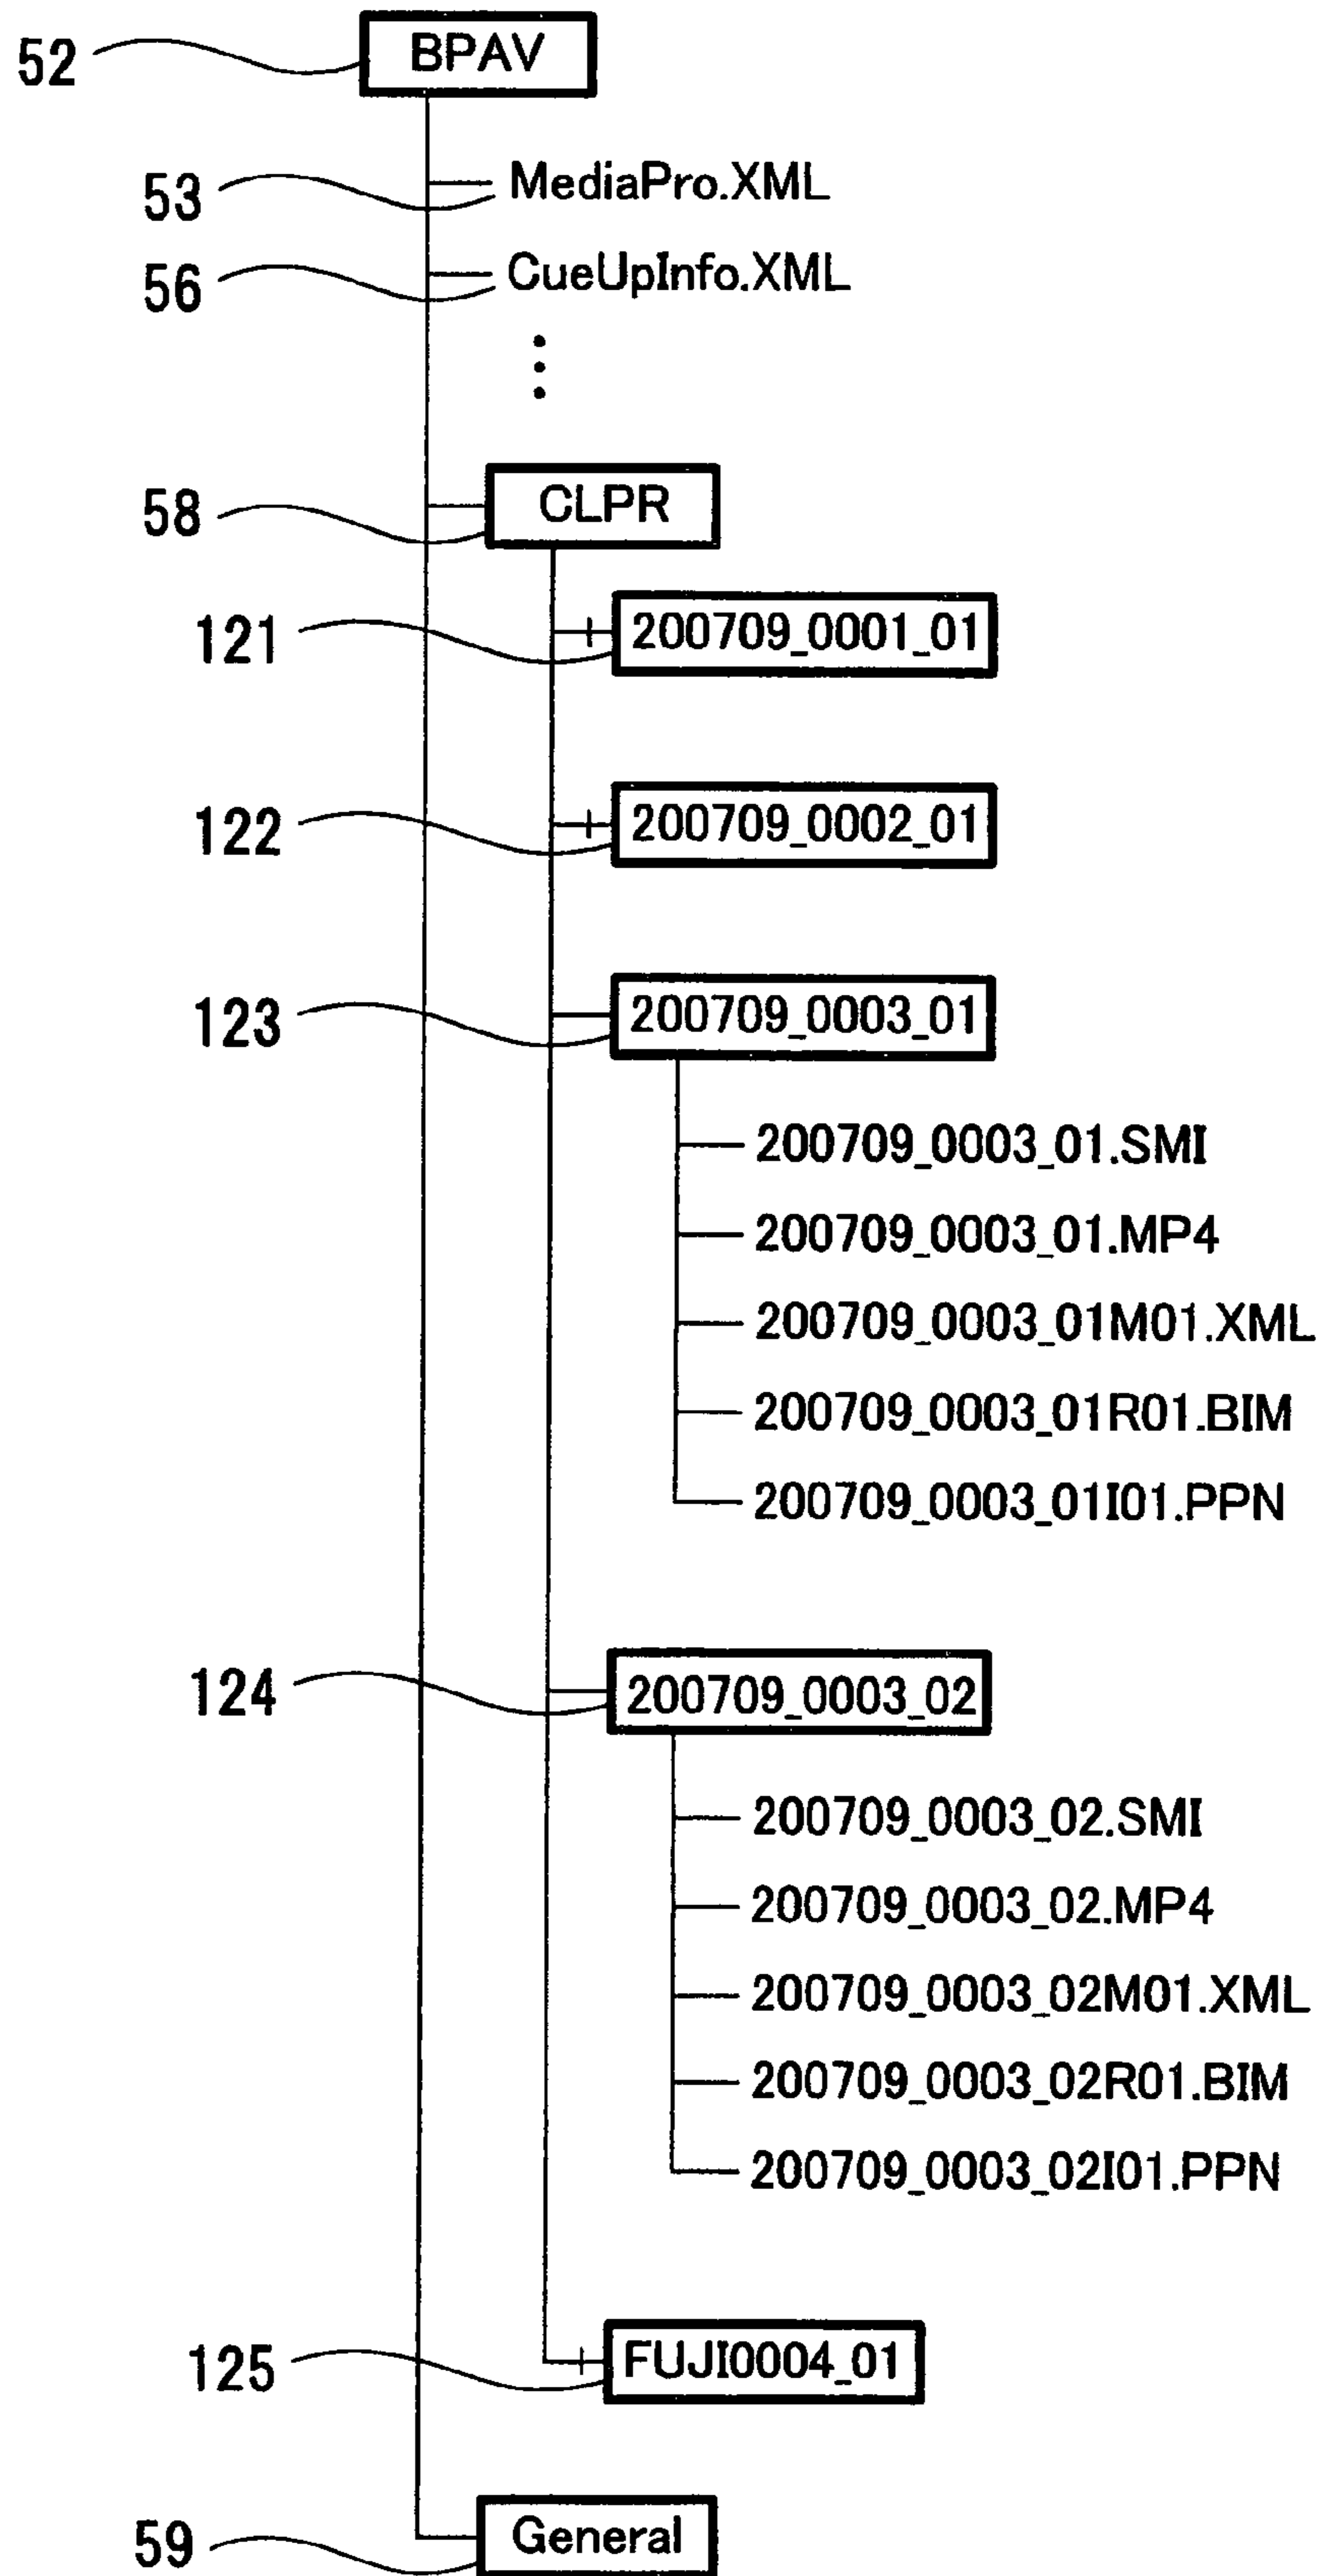 52 BPAV
53 MediaPro.XML
56 CueUpInfo.XML
58 CLPR
121 200709_0001_01
122 200709_0002_01
123 200709_0003_01
200709_0003_01.SMI
200709_0003_01.MP4
200709_0003_01M01.XML
200709_0003_01R01.BIM
200709_0003_01I01.PPN
124 200709_0003_02
200709_0003_02.SMI
200709_0003_02.MP4
200709_0003_02M01.XML
200709_0003_02R01.BIM
200709_0003_02I01.PPN
125 FUJI0004_01
59 General